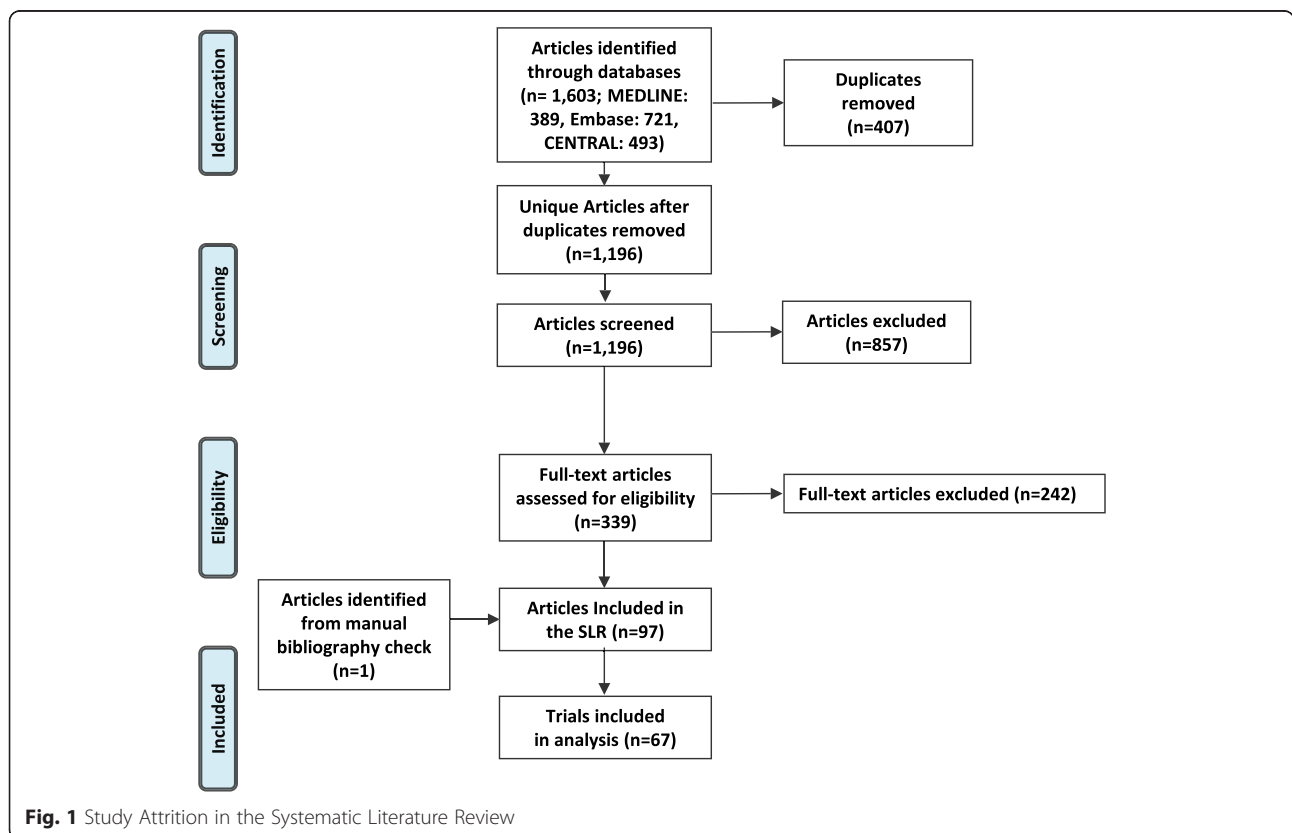 Identification
Articles identified
through databases
(n= 1,603; MEDLINE:
389, Embase: 721,
CENTRAL: 493)
Duplicates
removed
(n=407)
Unique Articles after
duplicates removed
(n=1,196)
Screening
Articles screened
(n=1,196)
Articles excluded
(n=857)
Eligibility
Full-text articles
assessed for eligibility
(n=339)
Full-text articles excluded (n=242)
Articles identified
from manual
bibliography check
(n=1)
Articles Included in
the SLR (n=97)
Included
Trials included
in analysis (n=67)
Fig. 1 Study Attrition in the Systematic Literature Review